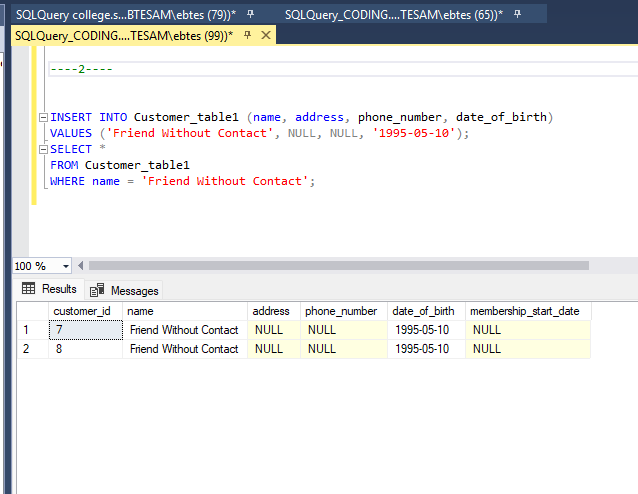 SQLQuery college.s...BTESAM\ebtes (79))* SQLQuery_CODING....TESAM\ebtes (65))*
SQLQuery_CODING....TESAM\ebtes (99))*
----2----
INSERT INTO Customer_table1 (name, address, phone_number, date_of_birth)
VALUES ('Friend Without Contact', NULL, NULL, '1995-05-10');
SELECT *
FROM Customer_table1
WHERE name = 'Friend Without Contact';
100 %
Results Messages
customer_id name address phone_number date_of_birth membership_start_date
1 7 Friend Without Contact NULL NULL 1995-05-10 NULL
2 8 Friend Without Contact NULL NULL 1995-05-10 NULL